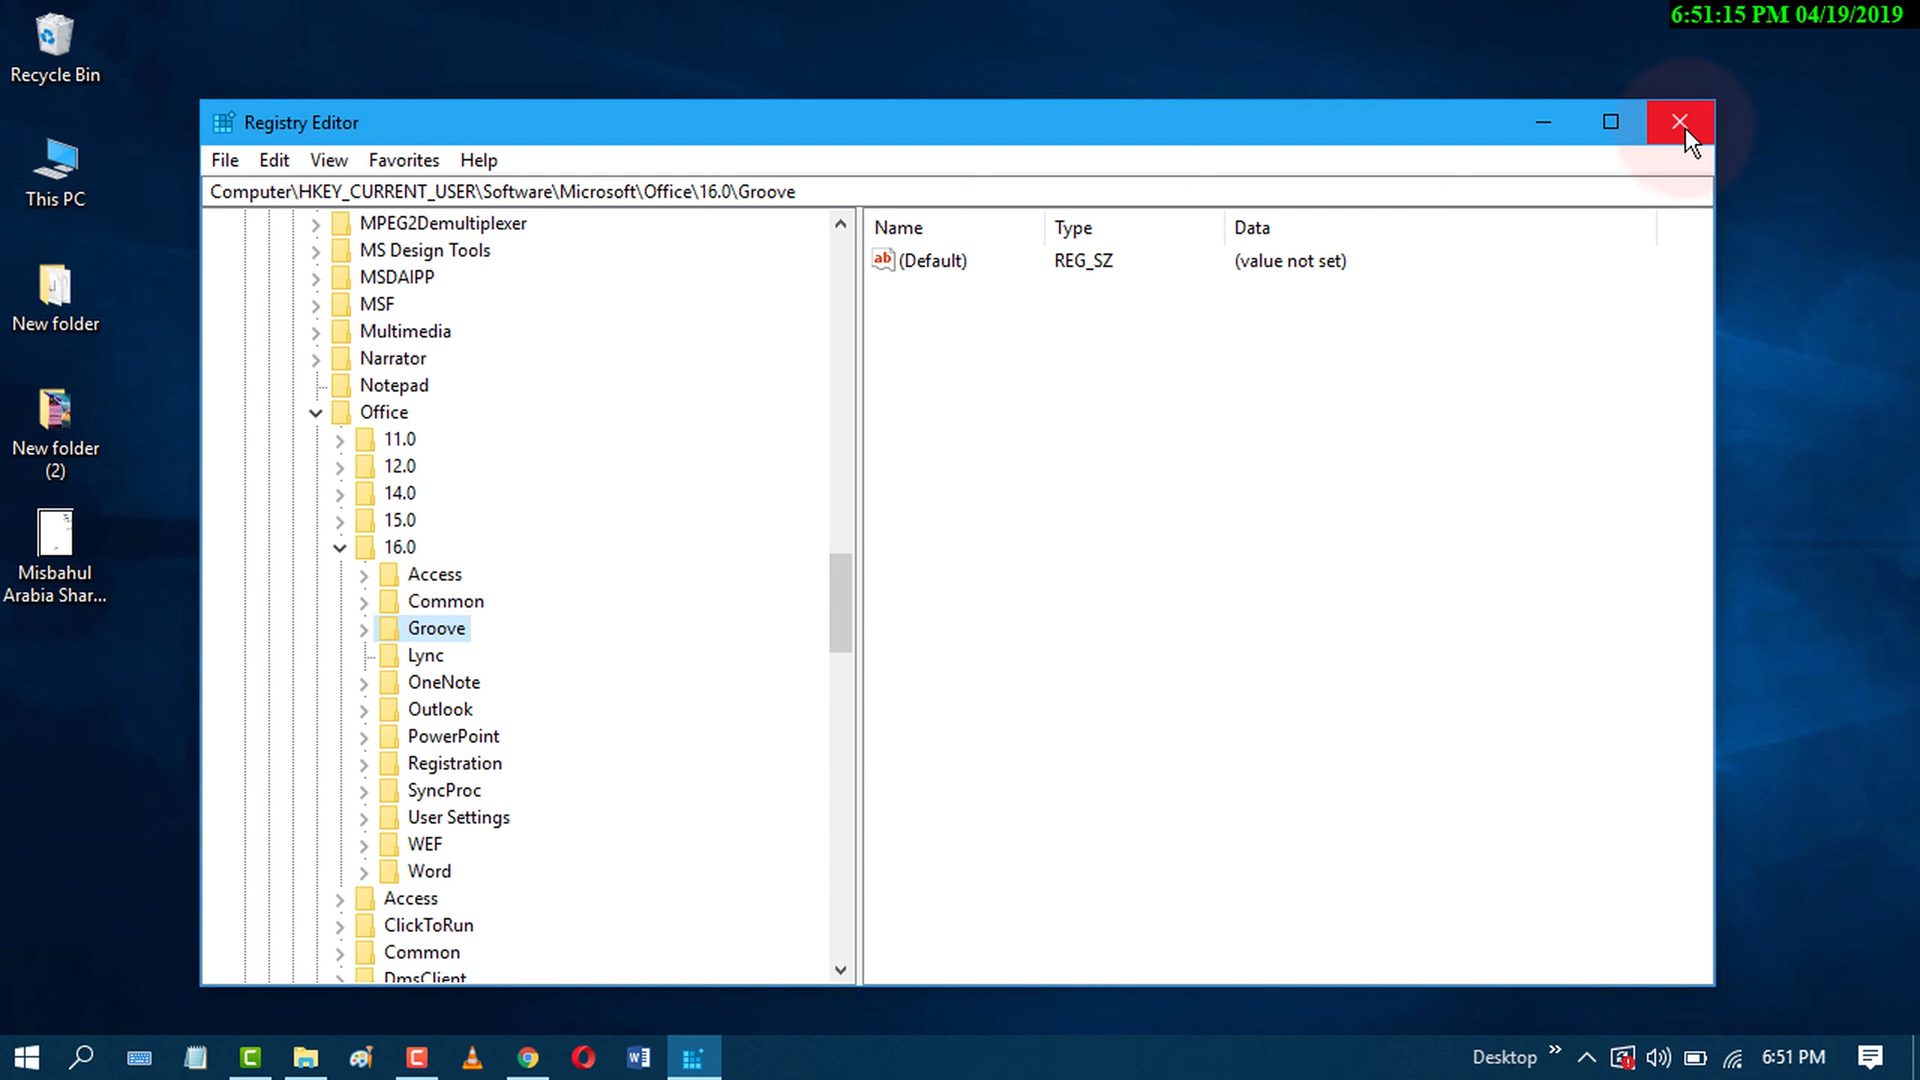 6:51:15 PM 04/19/2019
Recycle Bin
This PC
New folder
New folder
(2)
Misbahul
Arabia Shar...
Registry Editor
File Edit View Favorites Help
Computer\HKEY_CURRENT_USER\Software\Microsoft\Office\16.0\Groove
MPEG2Demultiplexer
MS Design Tools
MSDAIPP
MSF
Multimedia
Narrator
Notepad
Office
11.0
12.0
14.0
15.0
16.0
Access
Common
Groove
Lync
OneNote
Outlook
PowerPoint
Registration
SyncProc
User Settings
WEF
Word
Access
ClickToRun
Common
DmsClient
Name Type Data
ab (Default) REG_SZ (value not set)
Desktop
6:51 PM